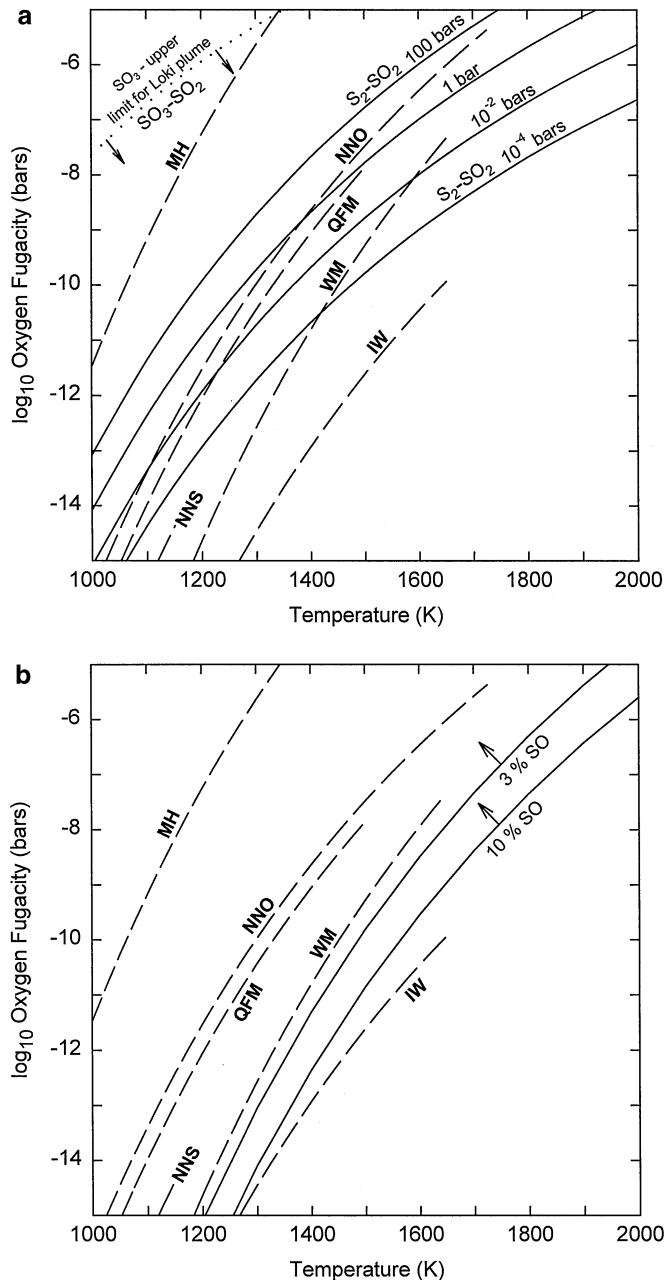 a
SO3 - upper
limit for Loki plume
SO3-SO2
MH
S2-SO2 100 bars
1 bar
10-2 bars
S2-SO2 10-4 bars
NNO
QFM
WM
IW
NNS
log10 Oxygen Fugacity (bars)
-6
-8
-10
-12
-14
1000 1200 1400 1600 1800 2000
Temperature (K)
b
MH
NNO
QFM
WM
3 % SO
10 % SO
IW
NNS
log10 Oxygen Fugacity (bars)
-6
-8
-10
-12
-14
1000 1200 1400 1600 1800 2000
Temperature (K)